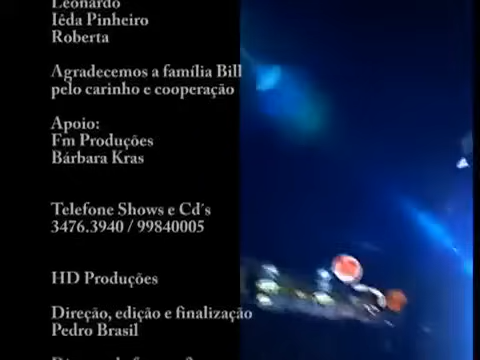 Leonardo
Iêda Pinheiro
Roberta
Agradecemos a família Bill
pelo carinho e cooperação
Apoio:
Fm Produções
Bárbara Kras
Telefone Shows e Cd´s
3476.3940 / 99840005
HD Produções
Direção, edição e finalização
Pedro Brasil